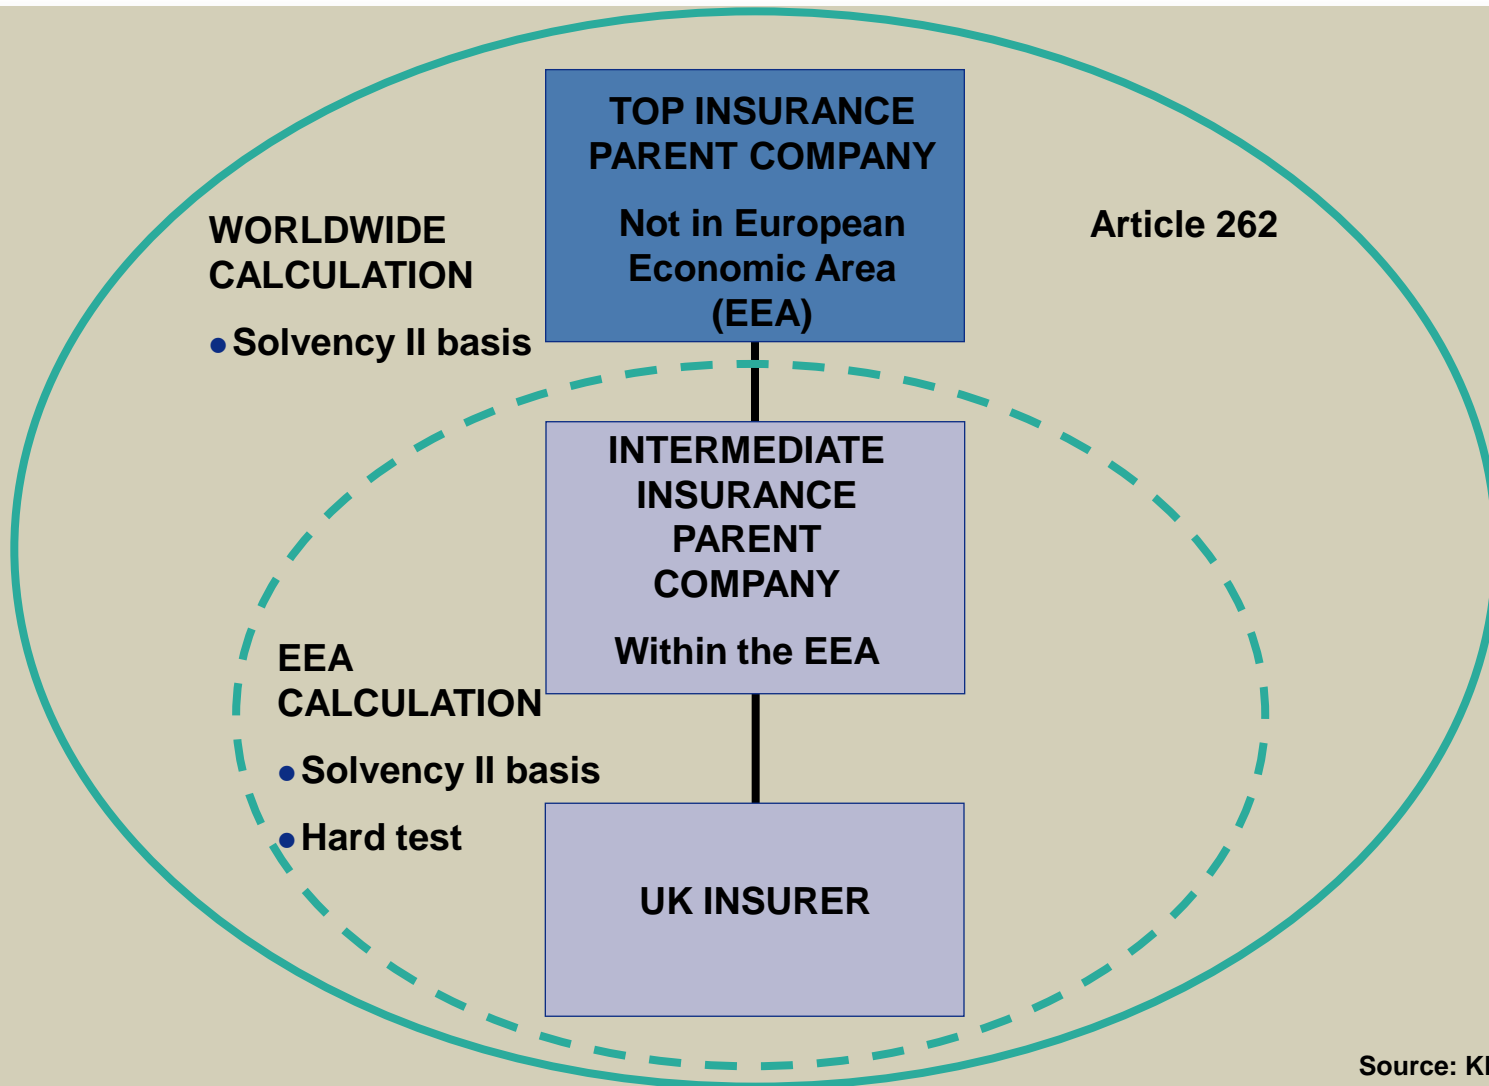 TOP INSURANCE
PARENT COMPANY
Not in European
Economic Area
(EEA)
WORLDWIDE
CALCULATION
• Solvency II basis
Article 262
INTERMEDIATE
INSURANCE
PARENT
COMPANY
Within the EEA
EEA
CALCULATION
• Solvency II basis
• Hard test
UK INSURER
Source: